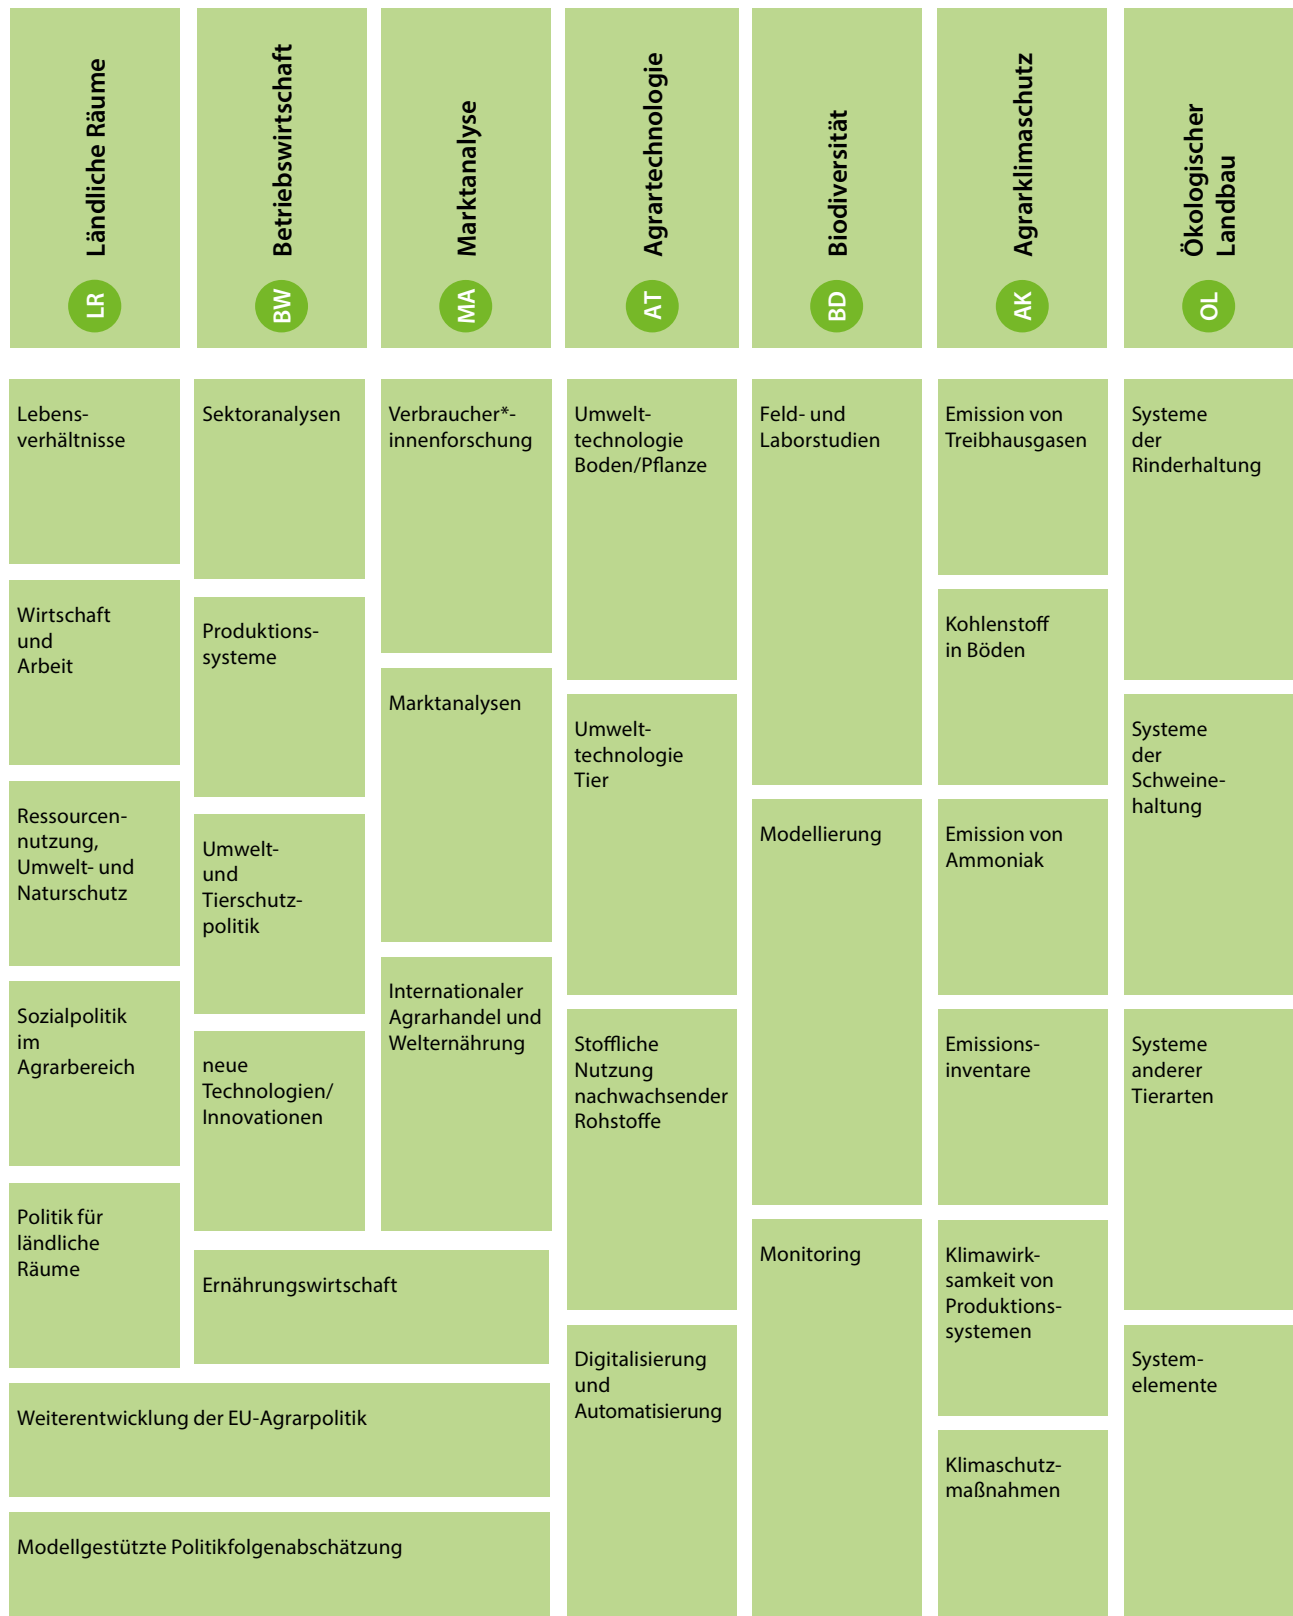 Ländliche Räume
LR
Betriebswirtschaft
BW
Marktanalyse
MA
Agrartechnologie
AT
Biodiversität
BD
Agrarklimaschutz
AK
Ökologischer
Landbau
OL
Lebens-
verhältnisse
Wirtschaft
und
Arbeit
Ressourcen-
nutzung,
Umwelt- und
Naturschutz
Sozialpolitik
im
Agrarbereich
Politik für
ländliche
Räume
Sektoranalysen
Produktions-
systeme
Umwelt-
und
Tierschutz-
politik
neue
Technologien/
Innovationen
Verbraucher*-
innenforschung
Marktanalysen
Internationaler
Agrarhandel und
Welternährung
Ernährungswirtschaft
Weiterentwicklung der EU-Agrarpolitik
Modellgestützte Politikfolgenabschätzung
Umwelt-
technologie
Boden/Pflanze
Umwelt-
technologie
Tier
Stoffliche
Nutzung
nachwachsender
Rohstoffe
Digitalisierung
und
Automatisierung
Feld- und
Laborstudien
Modellierung
Monitoring
Emission von
Treibhausgasen
Kohlenstoff
in Böden
Emission von
Ammoniak
Emissions-
inventare
Klimawirk-
samkeit von
Produktions-
systemen
Klimaschutz-
maßnahmen
Systeme
der
Rinderhaltung
Systeme
der
Schweine-
haltung
Systeme
anderer
Tierarten
System-
elemente